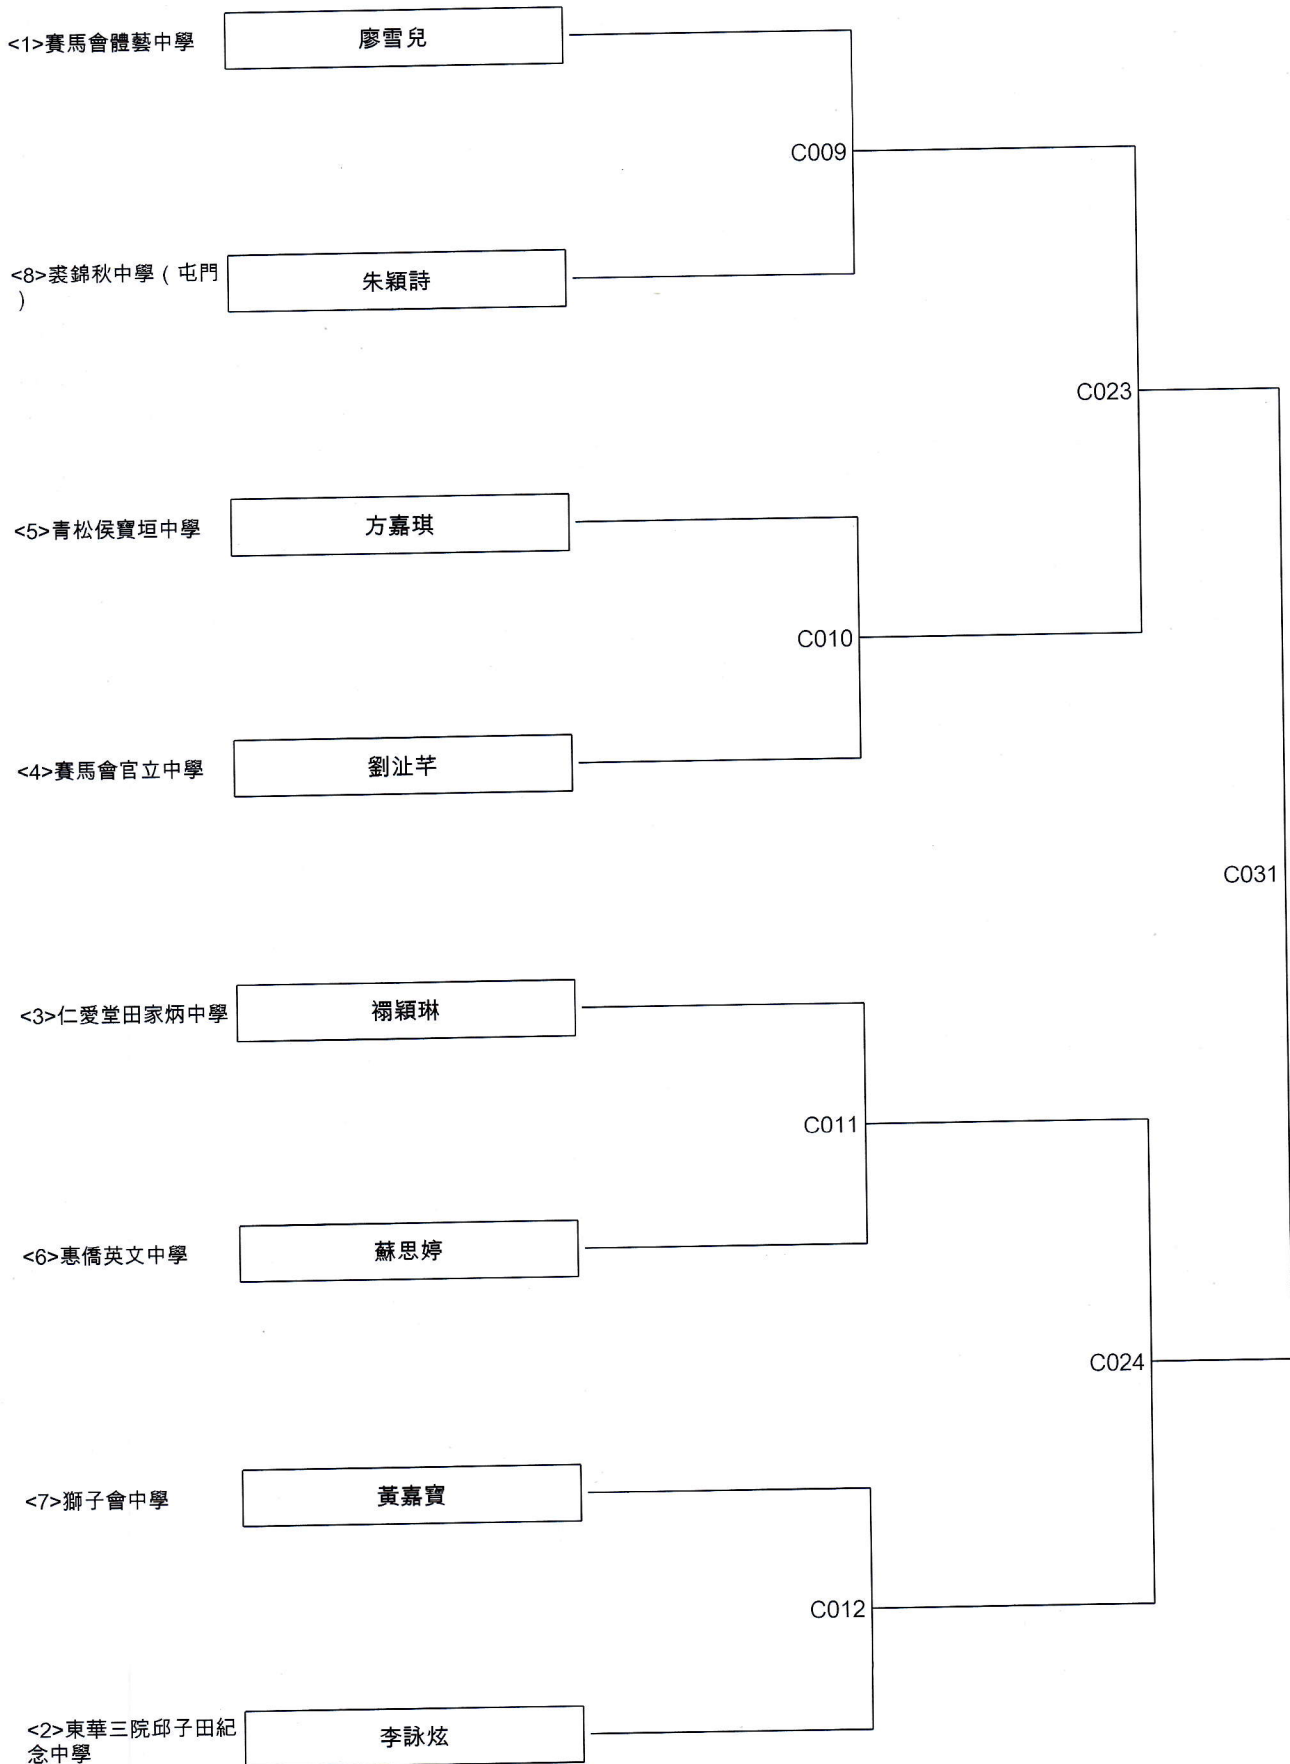 <1>賽馬會體藝中學
廖雪兒
C009
<8>裘錦秋中學（屯門
）
朱穎詩
C023
<5>青松侯寶垣中學
方嘉琪
C010
<4>賽馬會官立中學
劉沚芊
C031
<3>仁愛堂田家炳中學
禤穎琳
C011
<6>惠僑英文中學
蘇思婷
C024
<7>獅子會中學
黃嘉寶
C012
<2>東華三院邱子田紀
念中學
李詠炫